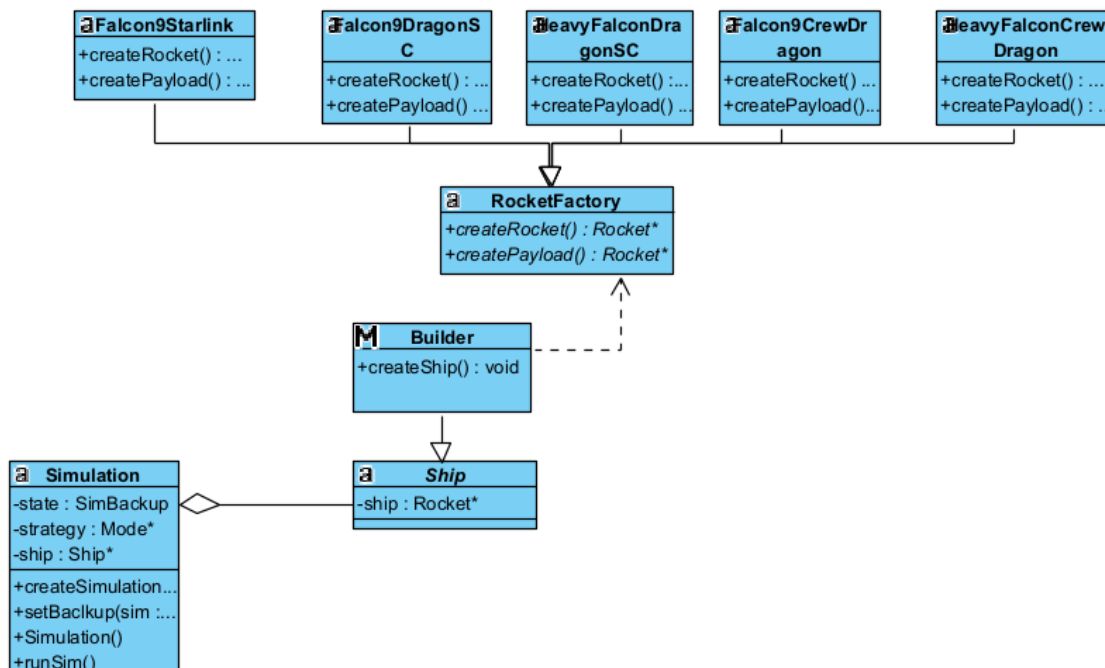 a Falcon9Starlink
+createRocket() : ...
+createPayload() : ...
a Falcon9DragonS
C
+createRocket() : ...
+createPayload() ...
a HeavyFalconDra
gonSC
+createRocket() :...
+createPayload() : ...
a Falcon9CrewDr
agon
+createRocket() ...
+createPayload()...
a HeavyFalconCrew
Dragon
+createRocket() : ...
+createPayload() : ...
a RocketFactory
+createRocket() : Rocket*
+createPayload() : Rocket*
M Builder
+createShip() : void
a Simulation
-state : SimBackup
-strategy : Mode*
-ship : Ship*
+createSimulation...
+setBaclkup(sim :...
+Simulation()
+runSim()
a Ship
-ship : Rocket*